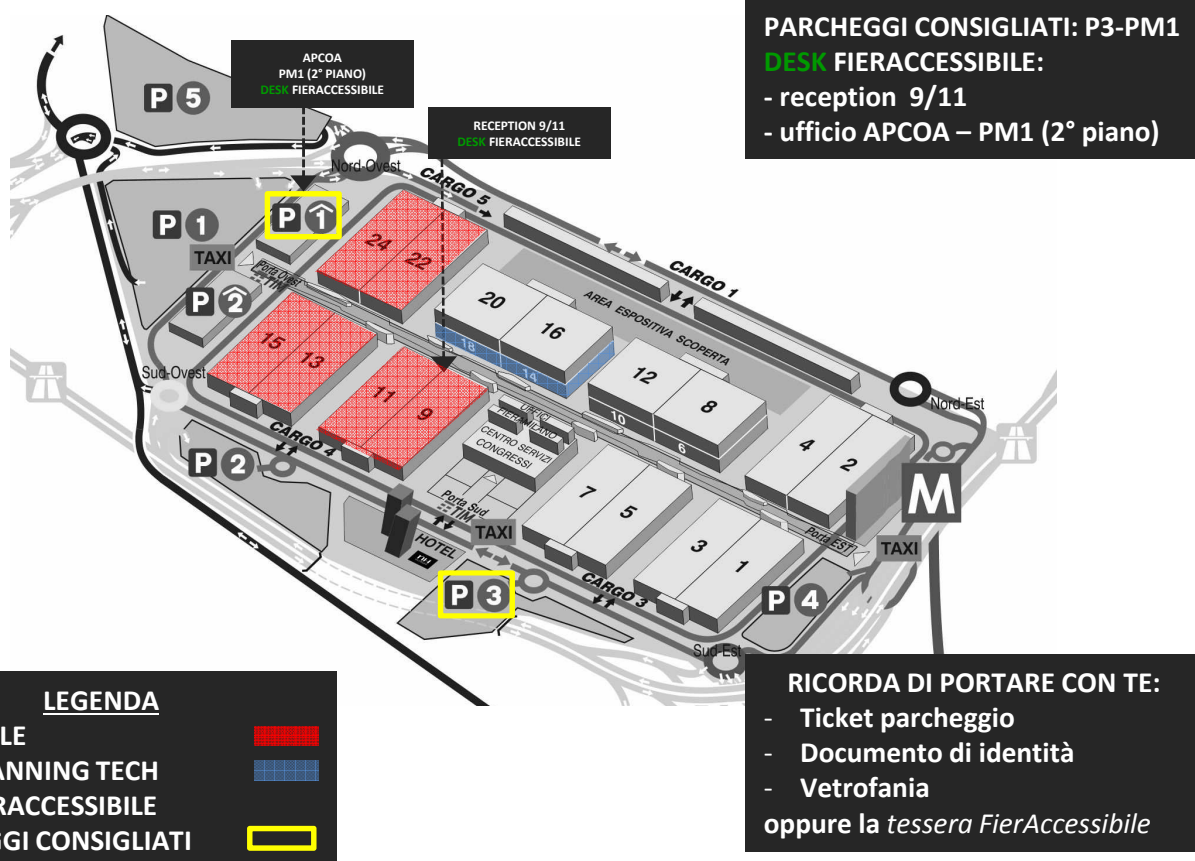 PARCHEGGI CONSIGLIATI: P3-PM1
DESK FIERACCESSIBILE:
- reception 9/11
- ufficio APCOA – PM1 (2° piano)
APCOA
PM1 (2° PIANO)
DESK FIERACCESSIBILE
RECEPTION 9/11
DESK FIERACCESSIBILE
P 5
Nord-Ovest
CARGO 5
P 1
P 1
TAXI
Porta Ovest
TIM
P 2
24
22
CARGO 1
AREA ESPOSITIVA SCOPERTA
20
16
18
14
15
13
Sud-Ovest
11
9
12
8
10
6
Nord-Est
4
2
M
UFFICI
FIERAMILANO
CENTRO SERVIZI
CONGRESSI
CARGO 4
P 2
7
5
Porta Sud
TIM
TAXI
HOTEL
NH
3
1
Porta EST
TAXI
CARGO 3
P 3
P 4
Sud-Est
LEGENDA
LE
ANNING TECH
RACCESSIBILE
GGI CONSIGLIATI
RICORDA DI PORTARE CON TE:
- Ticket parcheggio
- Documento di identità
- Vetrofania
oppure la tessera FierAccessibile